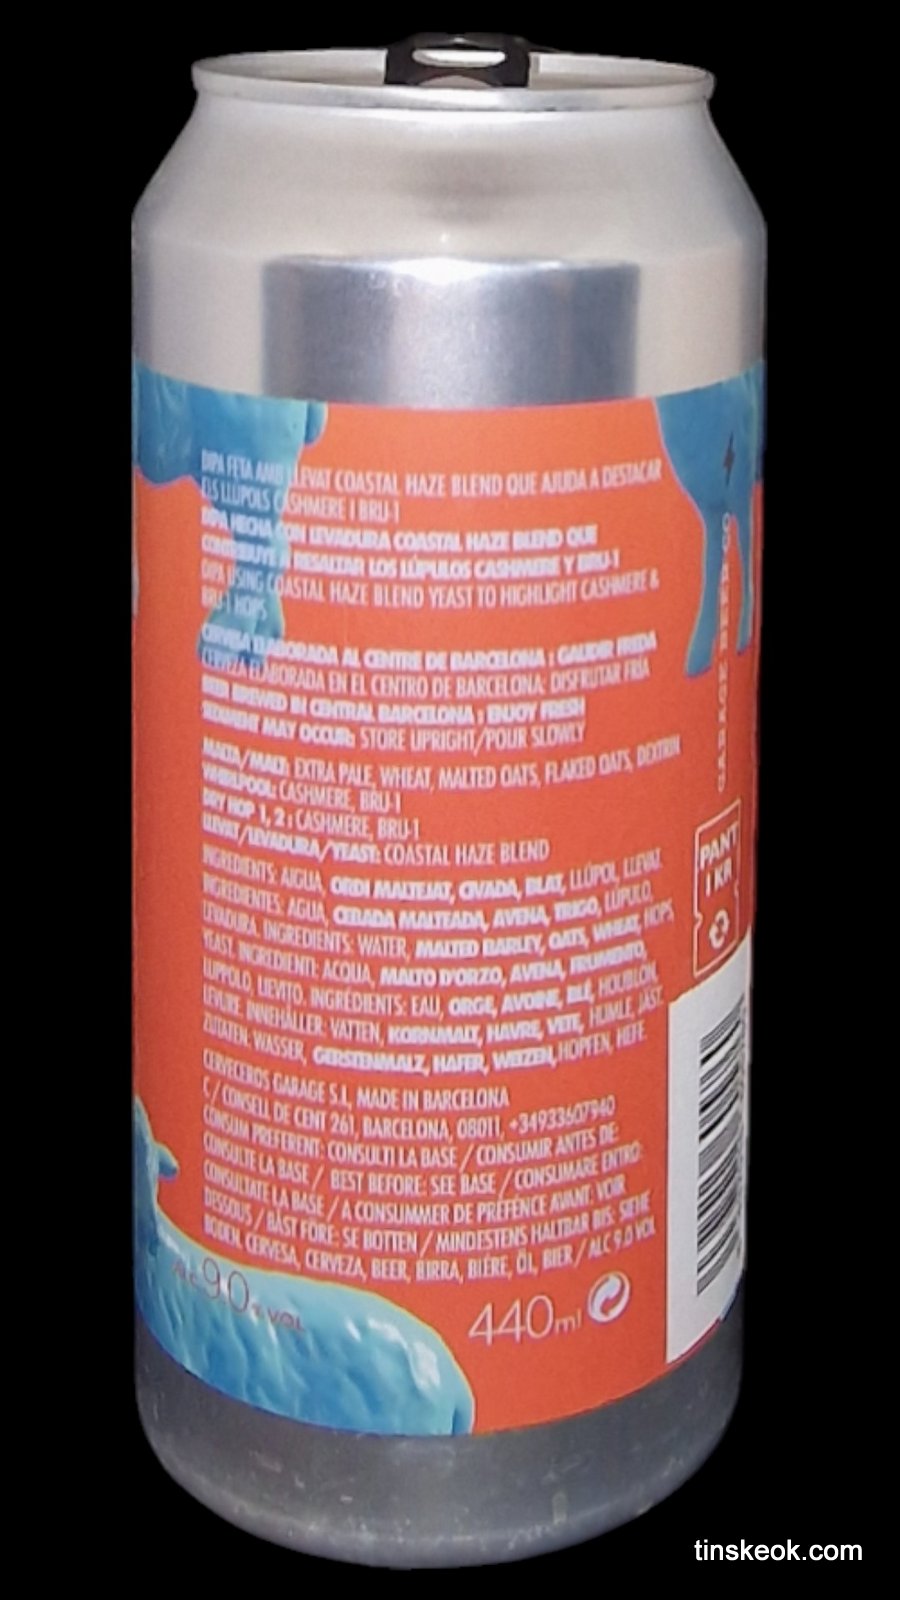 DIPA FETA AMB LLEVAT COASTAL HAZE BLEND QUE AJUDA A DESTACAR
ELS LLÚPOLS CASHMERE I BRU-1
DIPA HECHA CON LEVADURA COASTAL HAZE BLEND QUE
CONTRIBUYE A RESALTAR LOS LÚPULOS CASHMERE Y BRU-1
DIPA USING COASTAL HAZE BLEND YEAST TO HIGHLIGHT CASHMERE &
BRU-1 HOPS
CERVESA ELABORADA AL CENTRE DE BARCELONA : GAUDIR FREDA
CERVEZA ELABORADA EN EL CENTRO DE BARCELONA: DISFRUTAR FRIA
BEER BREWED IN CENTRAL BARCELONA : ENJOY FRESH
SEDIMENT MAY OCCUR: STORE UPRIGHT/POUR SLOWLY
MALTA/MALT: EXTRA PALE, WHEAT, MALTED OATS, FLAKED OATS, DEXTRIN
WHIRLPOOL: CASHMERE, BRU-1
DRY HOP 1, 2 : CASHMERE, BRU-1
LLEVAT/LEVADURA/YEAST: COASTAL HAZE BLEND
INGREDIENTS: AIGUA, ORDI MALTEJAT, CIVADA, BLAT, LLÚPOL, LLEVAT.
INGREDIENTES: AGUA, CEBADA MALTEADA, AVENA, TRIGO, LÚPULO,
LEVADURA. INGREDIENTS: WATER, MALTED BARLEY, OATS, WHEAT, HOPS,
YEAST. INGREDIENTI: ACQUA, MALTO D'ORZO, AVENA, FRUMENTO,
LUPPOLO, LIEVITO. INGRÉDIENTS: EAU, ORGE, AVOINE, BLÉ, HOUBLON,
LEVURE. INNEHÅLLER: VATTEN, KORNMALT, HAVRE, VETE, HUMLE, JÄST.
ZUTATEN: WASSER, GERSTENMALZ, HAFER, WEIZEN, HOPFEN, HEFE
CERVECEROS GARAGE S.L, MADE IN BARCELONA
C/ CONSELL DE CENT 261, BARCELONA, 08011, +34933607940
CONSUM PREFERENT: CONSULTI LA BASE / CONSUMIR ANTES DE:
CONSULTE LA BASE / BEST BEFORE: SEE BASE / CONSUMARE ENTRO:
CONSULTATE LA BASE / A CONSUMMER DE PREFÉNCE AVANT: VOIR
DESSOUS / BÄST FÖRE: SE BOTTEN / MINDESTENS HALTBAR BIS: SIEHE
BODEN. CERVESA, CERVEZA, BEER, BIRRA, BIÈRE, ÖL, BIER / ALC 9.0 VOL
ALC 9.0 % VOL
440ml
GARAGE BEER CO
PANT
1 KR
tinskeok.com